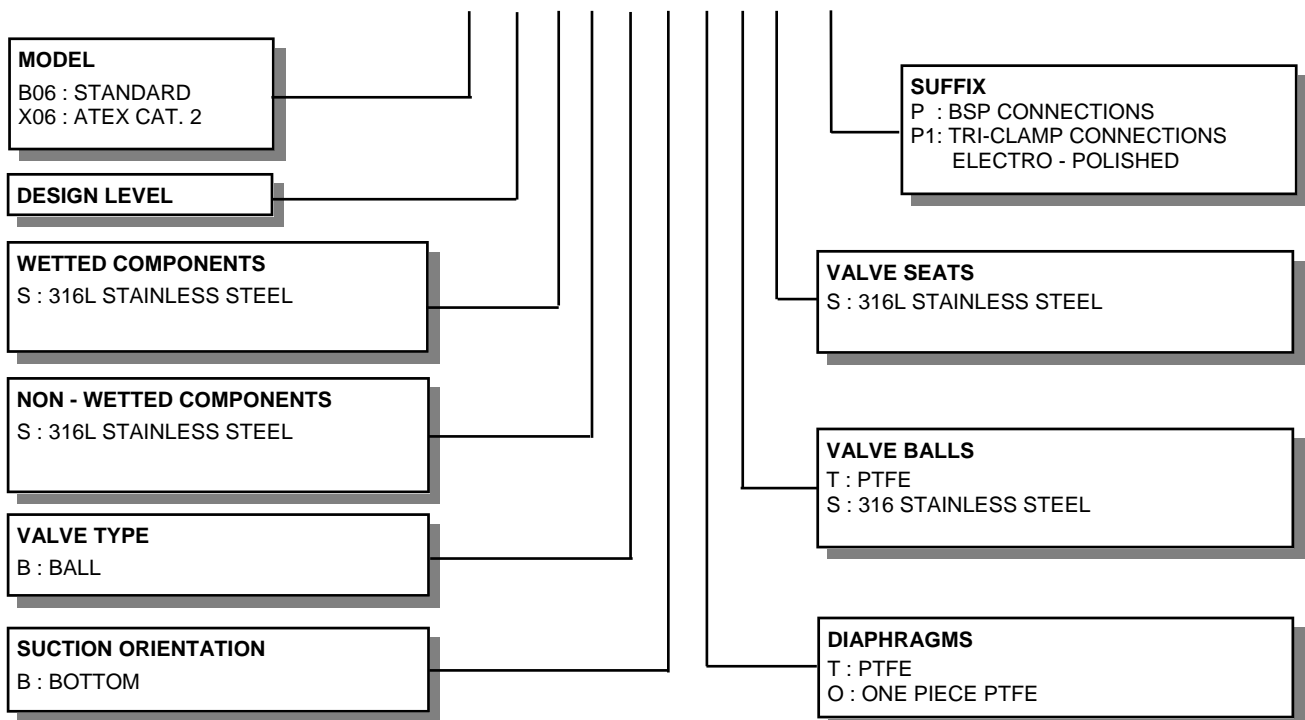 MODEL
B06 : STANDARD
X06 : ATEX CAT. 2
DESIGN LEVEL
WETTED COMPONENTS
S : 316L STAINLESS STEEL
NON - WETTED COMPONENTS
S : 316L STAINLESS STEEL
VALVE TYPE
B : BALL
SUCTION ORIENTATION
B : BOTTOM
SUFFIX
P : BSP CONNECTIONS
P1: TRI-CLAMP CONNECTIONS
ELECTRO - POLISHED
VALVE SEATS
S : 316L STAINLESS STEEL
VALVE BALLS
T : PTFE
S : 316 STAINLESS STEEL
DIAPHRAGMS
T : PTFE
O : ONE PIECE PTFE